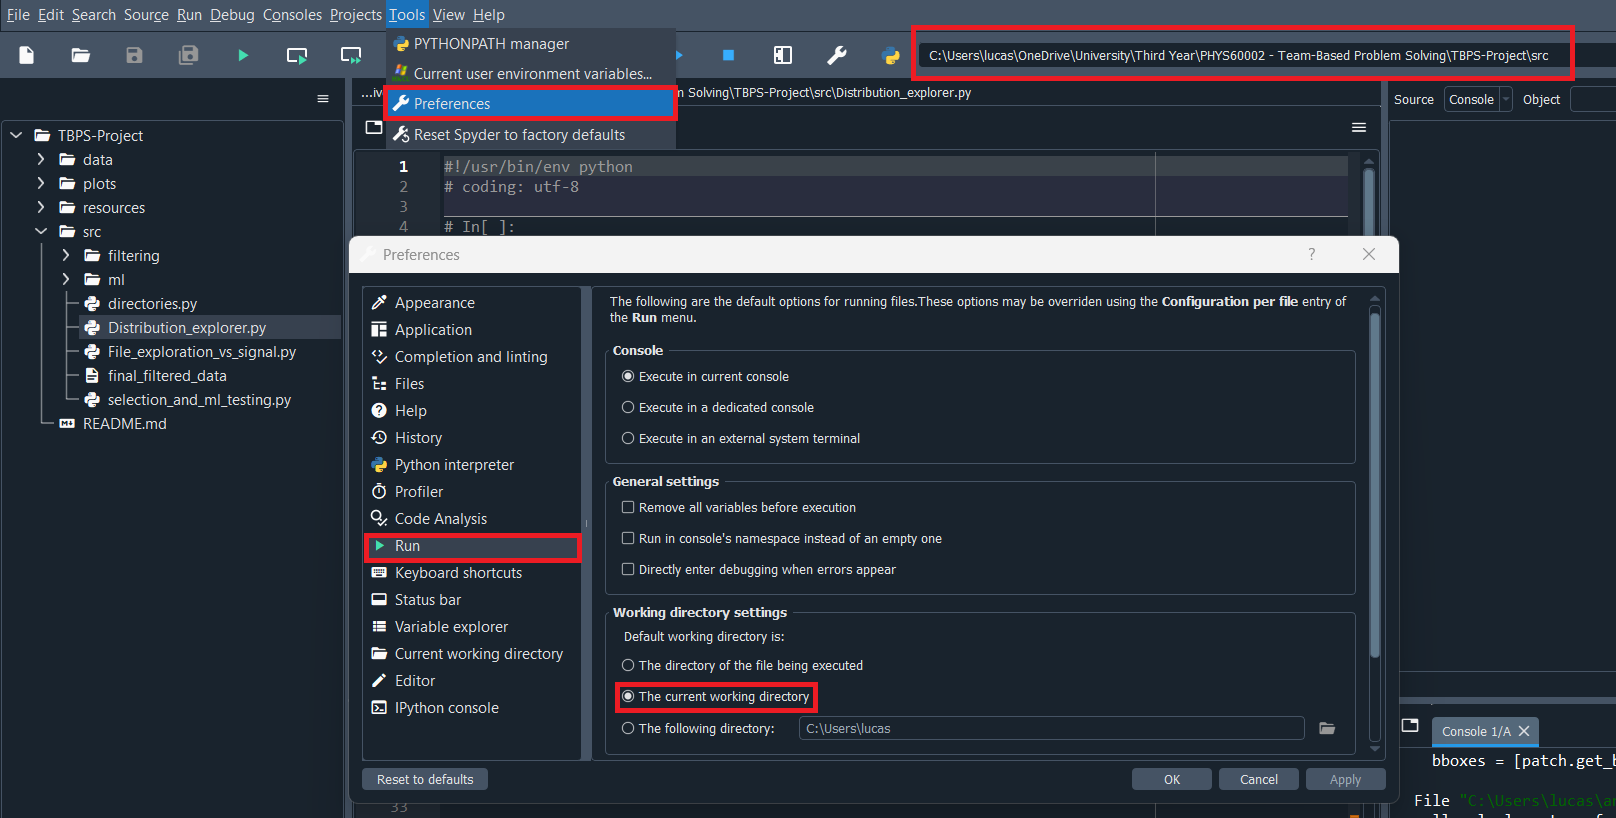 File Edit Search Source Run Debug Consoles Projects Tools View Help
PYTHONPATH manager
Current user environment variables...
Preferences
Reset Spyder to factory defaults
C:\Users\lucas\OneDrive\University\Third Year\PHYS60002 - Team-Based Problem Solving\TBPS-Project\src
Solving\TBPS-Project\src\Distribution_explorer.py
Source Console Object
TBPS-Project
data
plots
resources
src
filtering
ml
directories.py
Distribution_explorer.py
File_exploration_vs_signal.py
final_filtered_data
selection_and_ml_testing.py
README.md
1 #!/usr/bin/env python
2 # coding: utf-8
3
4 # In[ ]:
33
Preferences
?
Appearance
Application
Completion and linting
Files
Help
History
Python interpreter
Profiler
Code Analysis
Run
Keyboard shortcuts
Status bar
Variable explorer
Current working directory
Editor
IPython console
The following are the default options for running files.These options may be overriden using the Configuration per file entry of
the Run menu.
Console
Execute in current console
Execute in a dedicated console
Execute in an external system terminal
General settings
Remove all variables before execution
Run in console's namespace instead of an empty one
Directly enter debugging when errors appear
Working directory settings
Default working directory is:
The directory of the file being executed
The current working directory
The following directory: C:\Users\lucas
Reset to defaults OK Cancel Apply
Console 1/A
bboxes = [patch.get_b
File "C:\Users\lucas\an